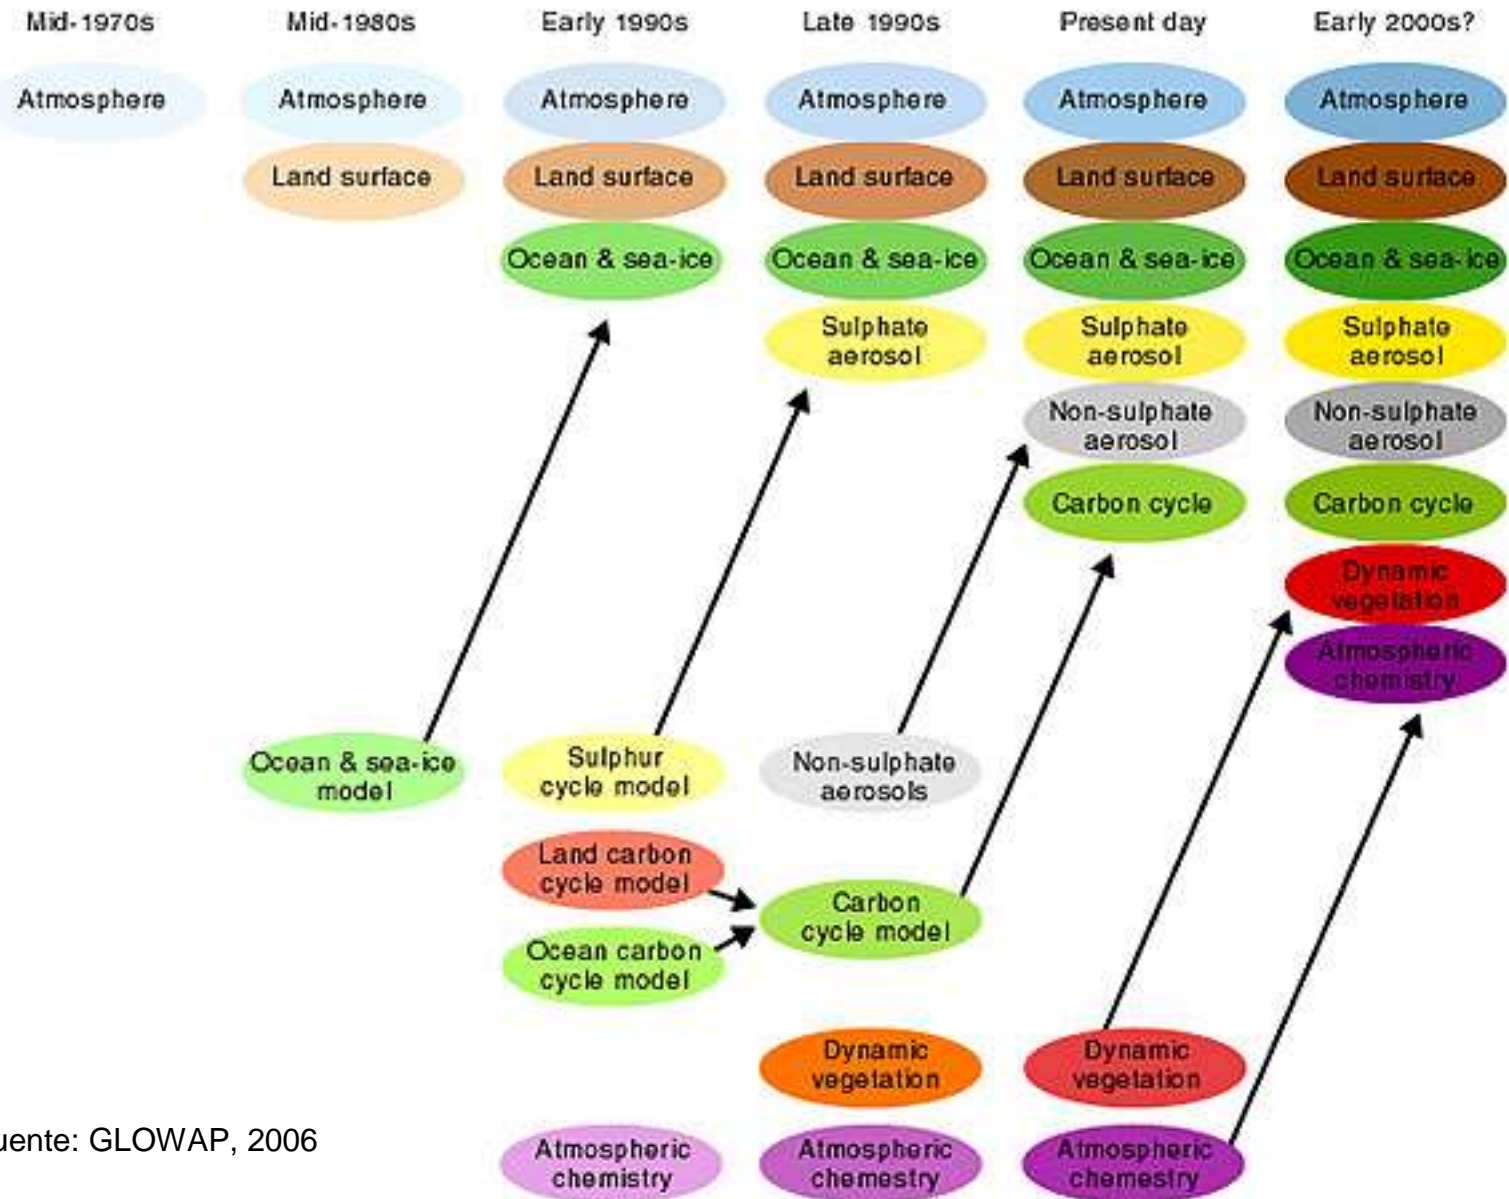 Mid-1970s
Mid-1980s
Early 1990s
Late 1990s
Present day
Early 2000s?
Atmosphere
Atmosphere
Atmosphere
Atmosphere
Atmosphere
Atmosphere
Land surface
Land surface
Land surface
Land surface
Land surface
Ocean & sea-ice
Ocean & sea-ice
Ocean & sea-ice
Ocean & sea-ice
Sulphate
aerosol
Sulphate
aerosol
Sulphate
aerosol
Non-sulphate
aerosol
Non-sulphate
aerosol
Carbon cycle
Carbon cycle
Dynamic
vegetation
Atmospheric
chemistry
Ocean & sea-ice
model
Sulphur
cycle model
Non-sulphate
aerosols
Land carbon
cycle model
Carbon
cycle model
Ocean carbon
cycle model
Dynamic
vegetation
Dynamic
vegetation
uente: GLOWAP, 2006
Atmospheric
chemistry
Atmospheric
chemestry
Atmospheric
chemestry